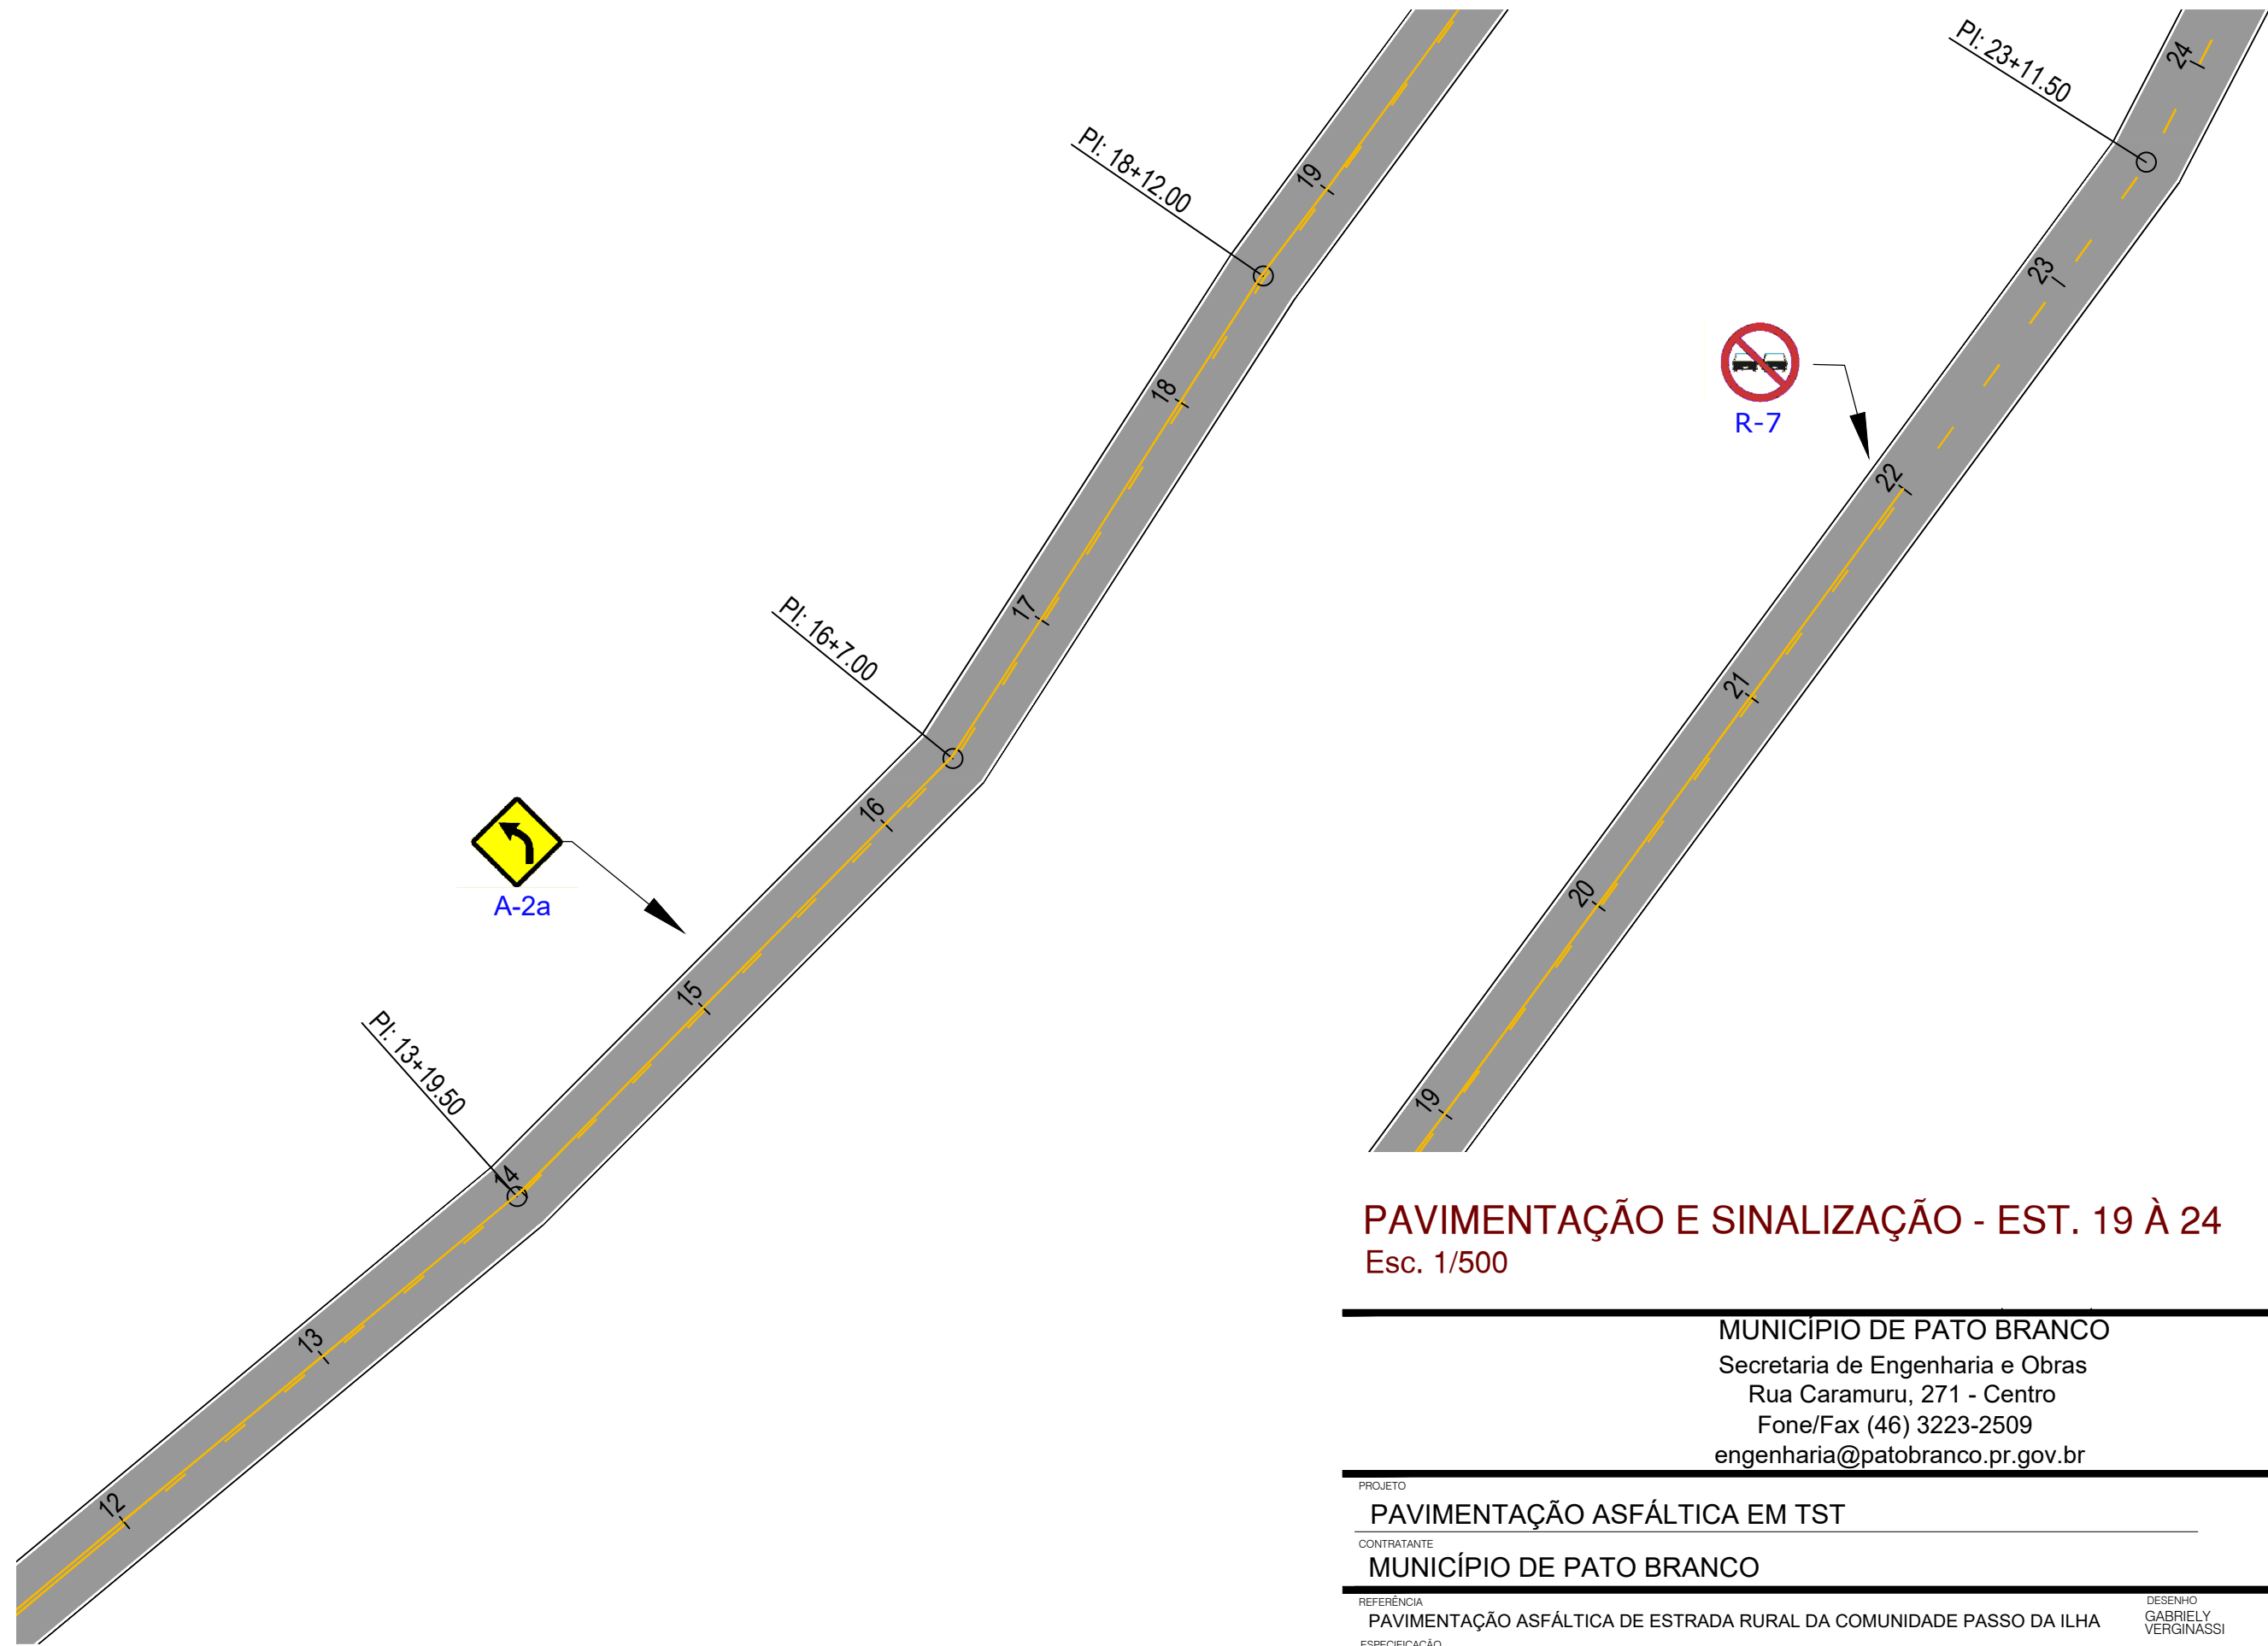 PI: 18+12.00
19
18
17
PI: 16+7.00
16
A-2a
15
PI: 13+19.50
14
13
12
PI: 23+11.50
24
23
R-7
22
21
20
19
PAVIMENTAÇÃO E SINALIZAÇÃO - EST. 19 À 24
Esc. 1/500
MUNICÍPIO DE PATO BRANCO
Secretaria de Engenharia e Obras
Rua Caramuru, 271 - Centro
Fone/Fax (46) 3223-2509
engenharia@patobranco.pr.gov.br
PROJETO
PAVIMENTAÇÃO ASFÁLTICA EM TST
CONTRATANTE
MUNICÍPIO DE PATO BRANCO
REFERÊNCIA
PAVIMENTAÇÃO ASFÁLTICA DE ESTRADA RURAL DA COMUNIDADE PASSO DA ILHA
DESENHO
GABRIELY
VERGINASSI
ESPECIFICAÇÃO